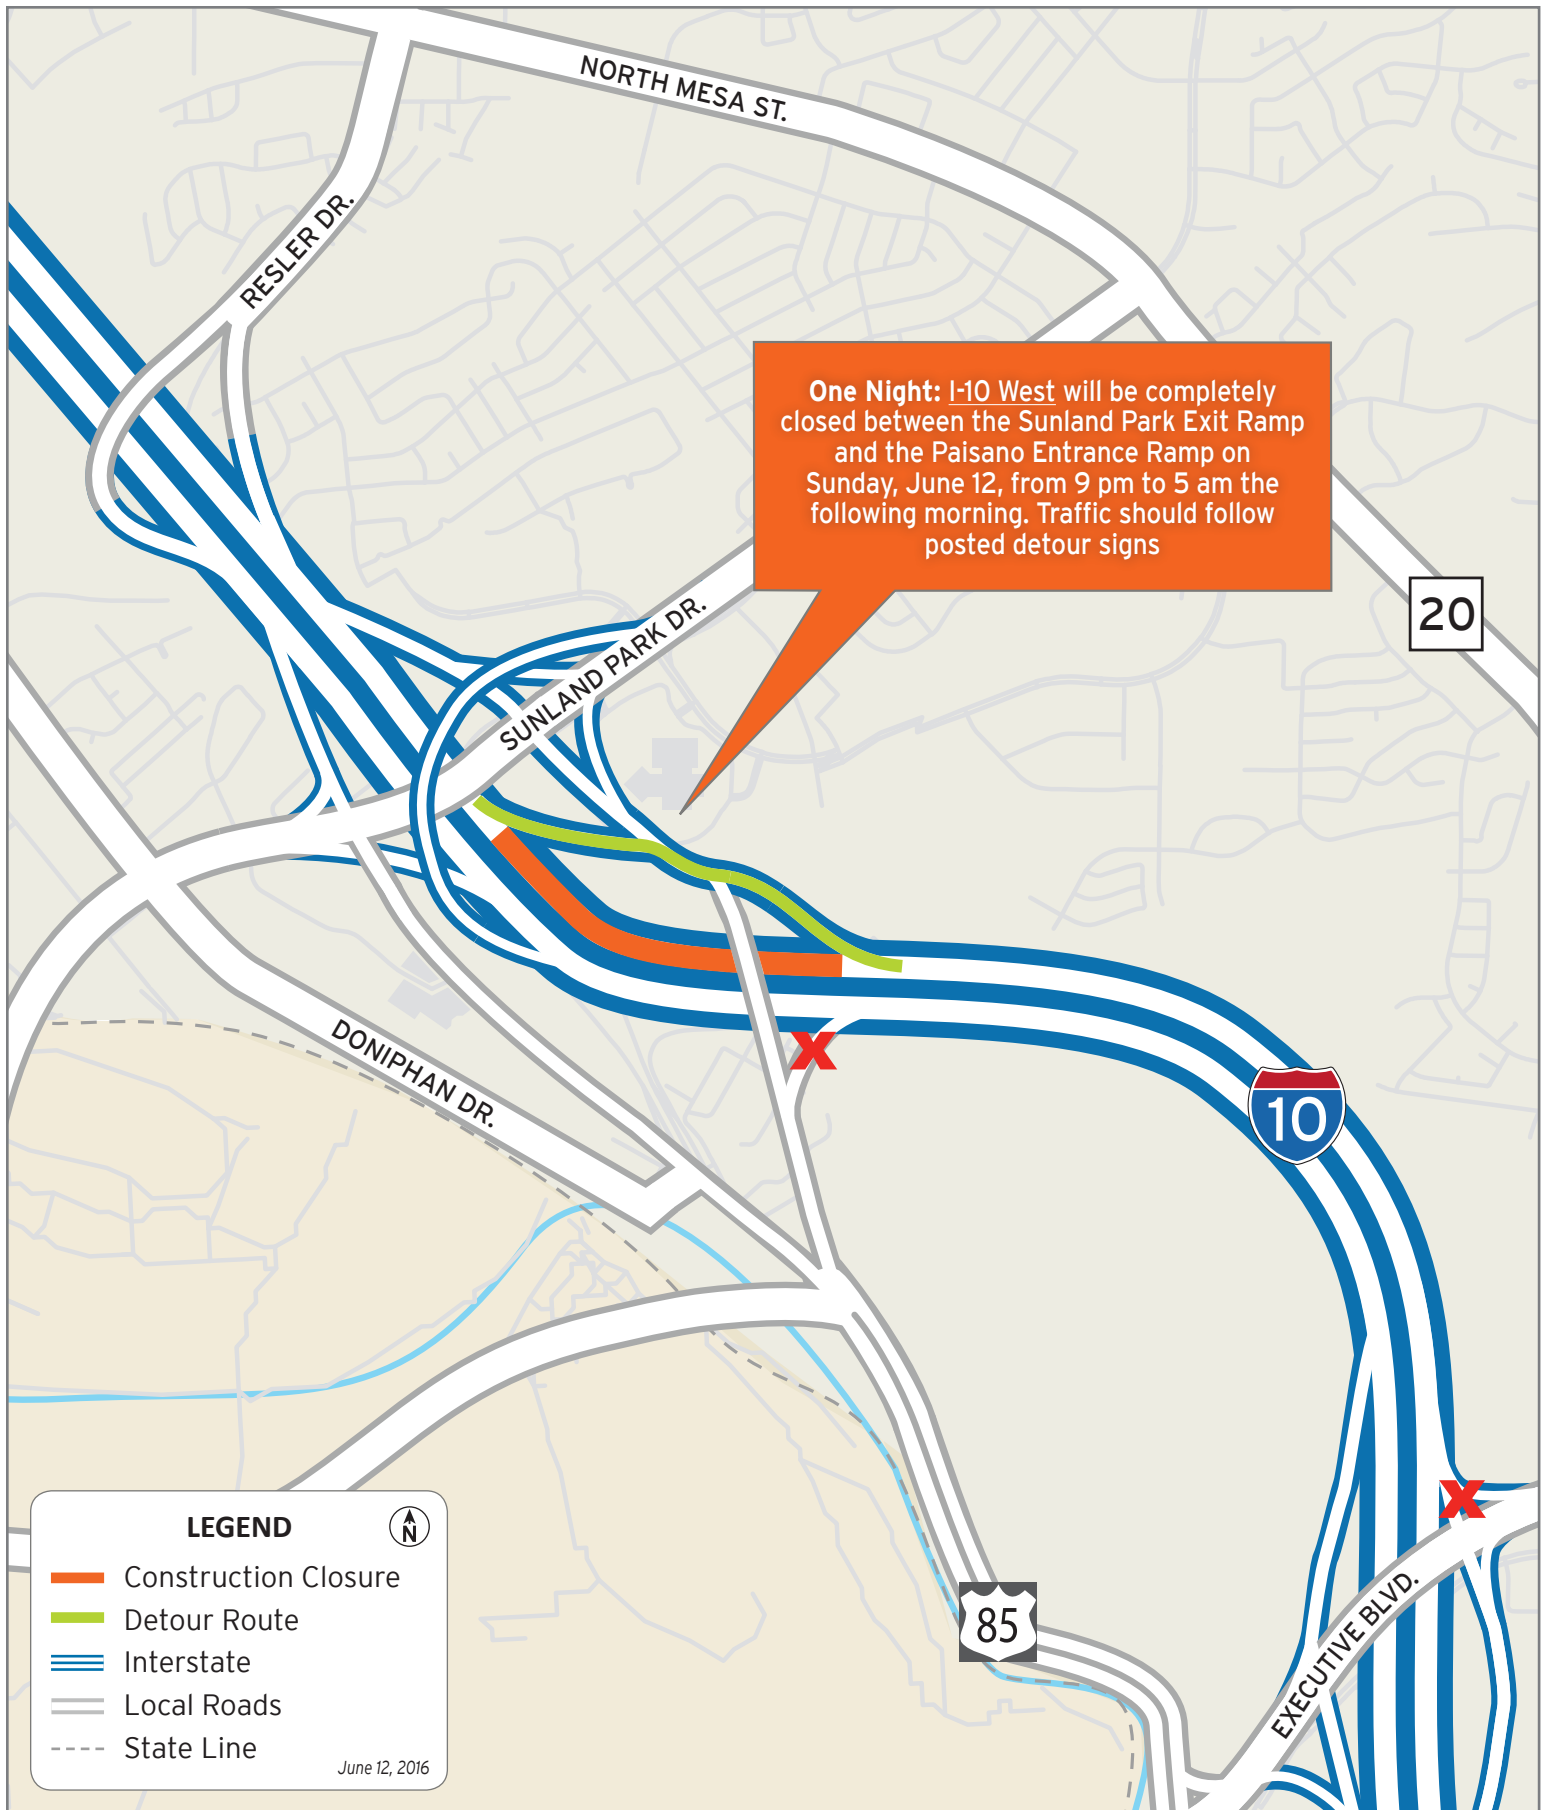 NORTH MESA ST.
RESLER DR.
One Night: I-10 West will be completely
closed between the Sunland Park Exit Ramp
and the Paisano Entrance Ramp on
Sunday, June 12, from 9 pm to 5 am the
following morning. Traffic should follow
posted detour signs
20
SUNLAND PARK DR.
X
DONIPHAN DR.
10
X
85
EXECUTIVE BLVD.
LEGEND
N
Construction Closure
Detour Route
Interstate
Local Roads
State Line
June 12, 2016